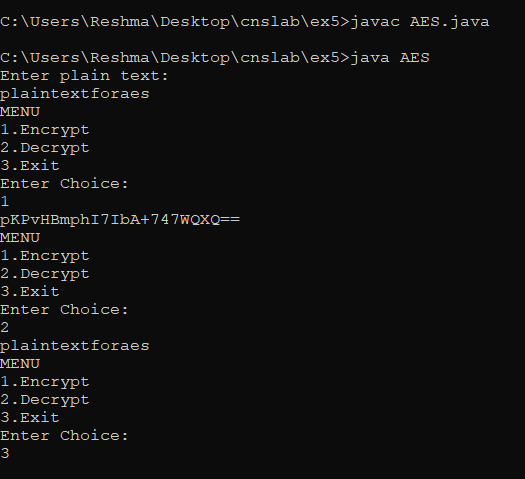 C:\Users\Reshma\Desktop\cnslab\ex5>javac AES.java
C:\Users\Reshma\Desktop\cnslab\ex5>java AES
Enter plain text:
plaintextforaes
MENU
1.Encrypt
2.Decrypt
3.Exit
Enter Choice:
1
pKPvHBmphI7IbA+747WQXQ==
MENU
1.Encrypt
2.Decrypt
3.Exit
Enter Choice:
2
plaintextforaes
MENU
1.Encrypt
2.Decrypt
3.Exit
Enter Choice:
3